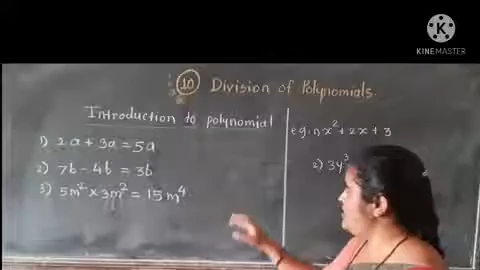 KINEMASTER
10 Division of Polynomials.
Introduction to polynomial
1) 2a + 3a = 5a
2) 7b - 4b = 3b
3) 5m² × 3m² = 15m⁴
e.g. 1) x² + 2x + 3
2) 3y³